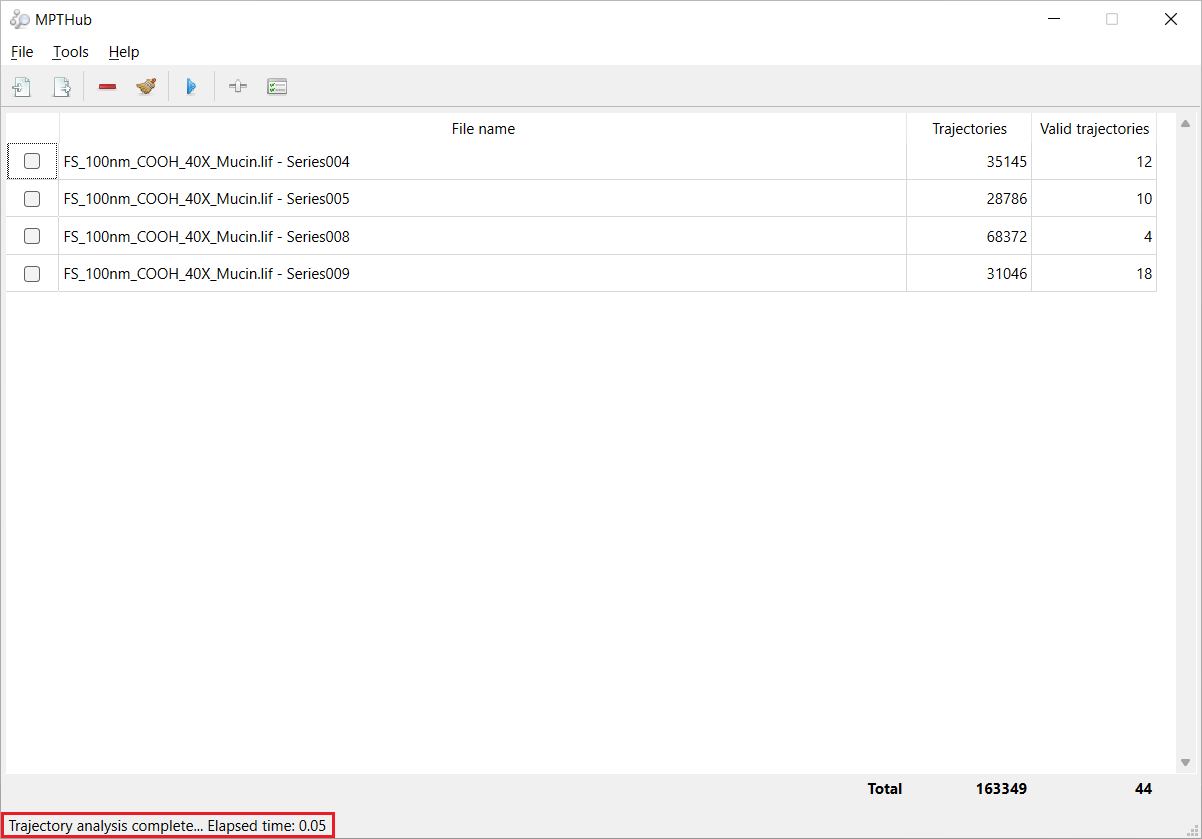 MPTHub
File Tools Help
File name Trajectories Valid trajectories
FS_100nm_COOH_40X_Mucin.lif - Series004 35145 12
FS_100nm_COOH_40X_Mucin.lif - Series005 28786 10
FS_100nm_COOH_40X_Mucin.lif - Series008 68372 4
FS_100nm_COOH_40X_Mucin.lif - Series009 31046 18
Total 163349 44
Trajectory analysis complete... Elapsed time: 0.05